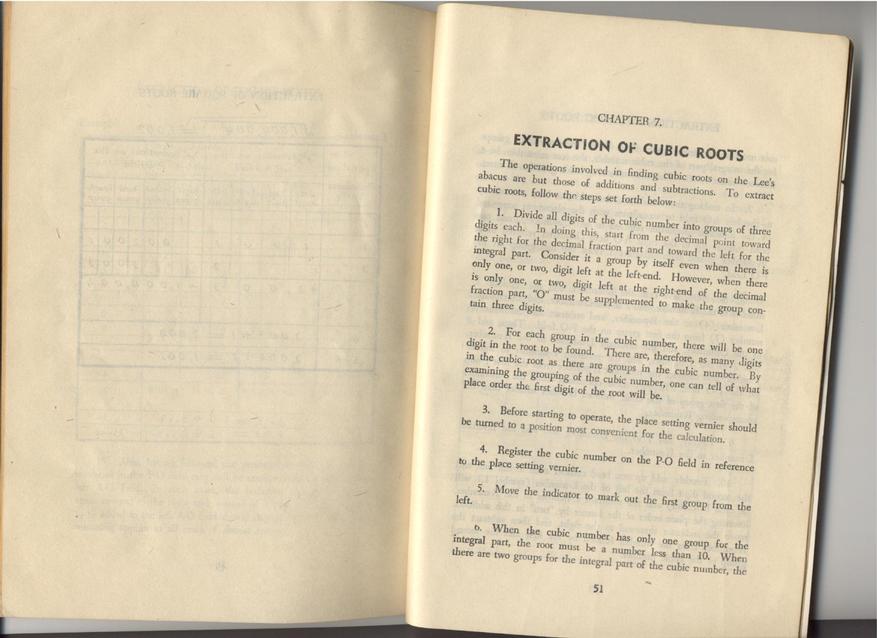 CHAPTER 7.
EXTRACTION OF CUBIC ROOTS
The operations involved in finding cubic roots on the Lee's
abacus are but those of additions and subtractions. To extract
cubic roots, follow the steps set forth below:
1. Divide all digits of the cubic number into groups of three
digits each. In doing this, start from the decimal point toward
the right for the decimal fraction part and toward the left for the
integral part. Consider it a group by itself even when there is
only one, or two, digit left at the left-end. However, when there
is only one, or two, digit left at the right-end of the decimal
fraction part, "O" must be supplemented to make the group con-
tain three digits.
2. For each group in the cubic number, there will be one
digit in the root to be found. There are, therefore, as many digits
in the cubic root as there are groups in the cubic number. By
examining the grouping of the cubic number, one can tell of what
place order the first digit of the root will be.
3. Before starting to operate, the place setting vernier should
be turned to a position most convenient for the calculation.
4. Register the cubic number on the P-O field in reference
to the place setting vernier.
5. Move the indicator to mark out the first group from the
left.
6. When the cubic number has only one group for the
integral part, the root must be a number less than 10. When
there are two groups for the integral part of the cubic number, the
51